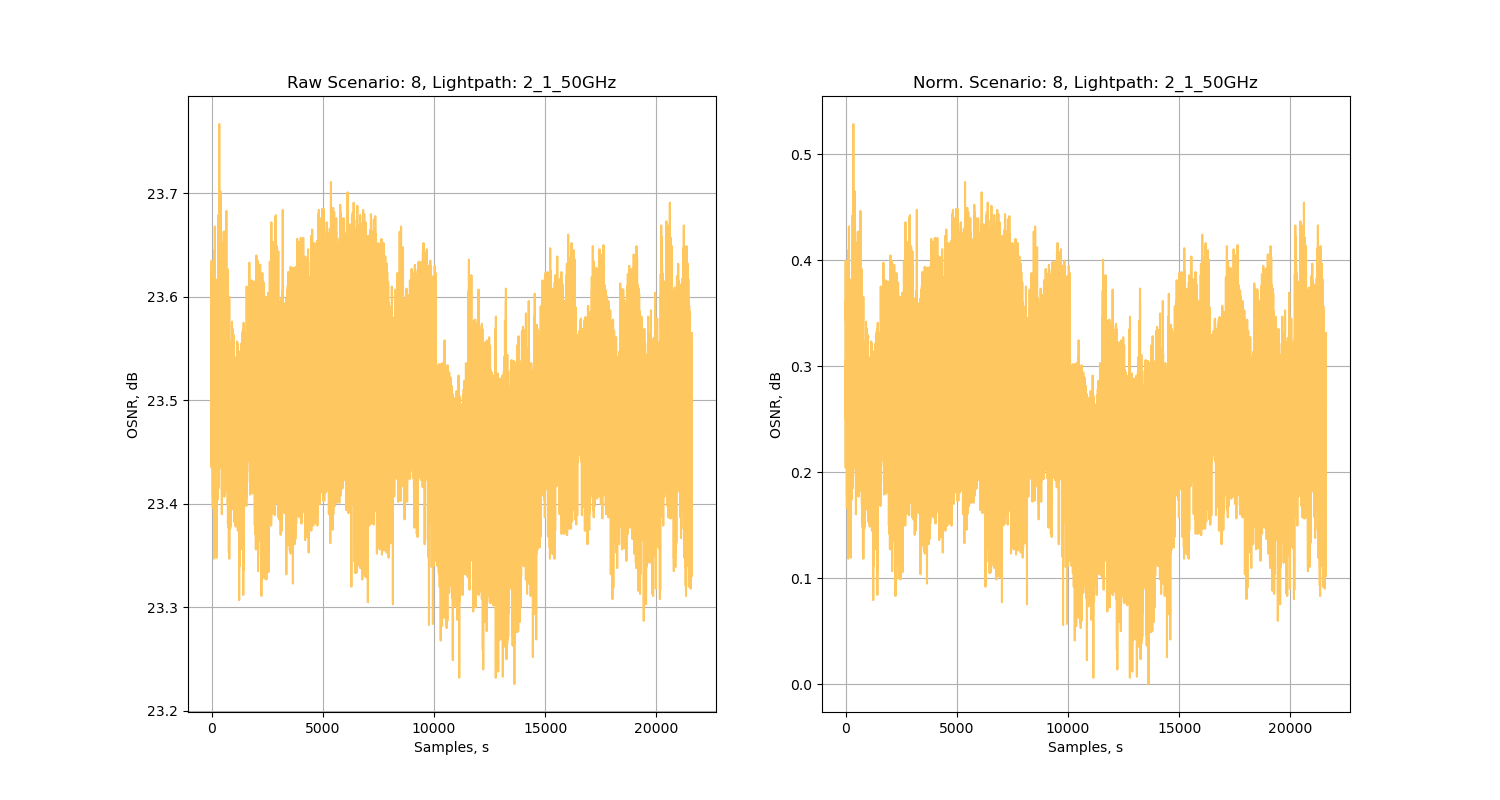 Raw Scenario: 8, Lightpath: 2_1_50GHz
OSNR, dB
23.7
23.6
23.5
23.4
23.3
23.2
0 5000 10000 15000 20000
Samples, s
Norm. Scenario: 8, Lightpath: 2_1_50GHz
OSNR, dB
0.5
0.4
0.3
0.2
0.1
0.0
0 5000 10000 15000 20000
Samples, s